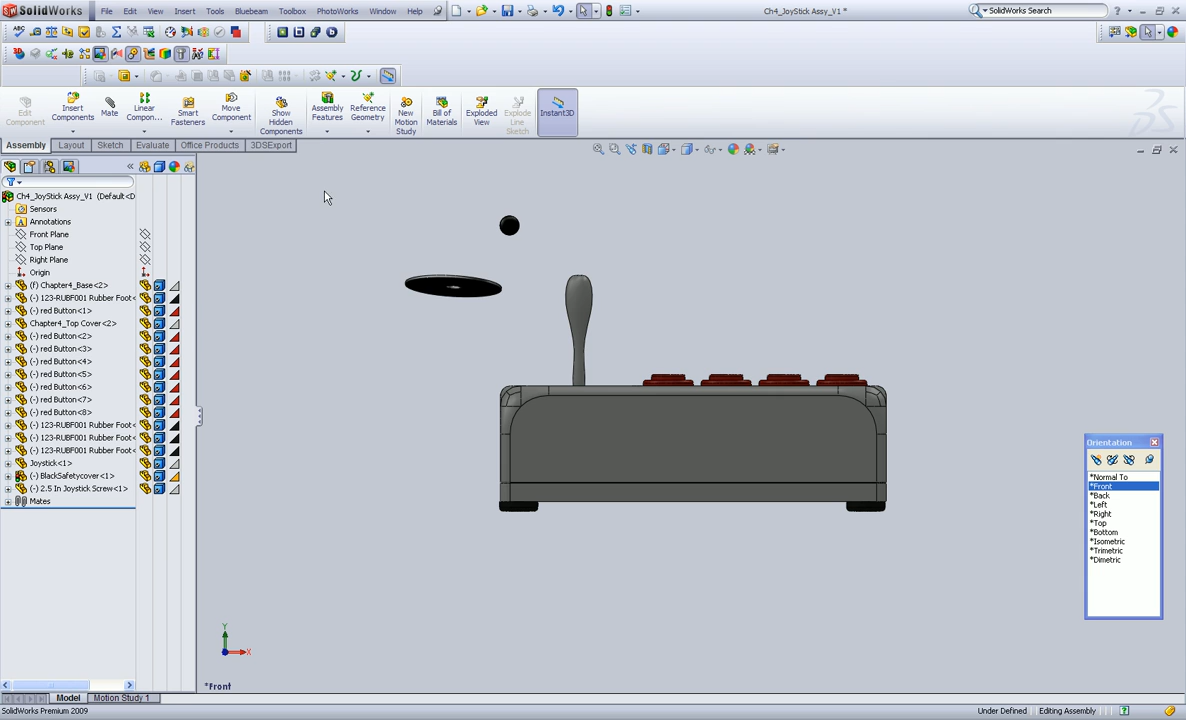 SolidWorks File Edit View Insert Tools Toolbox Bluebeam PhotoWorks Window Help Ch4_JoyStick Assy_V1 * SolidWorks Search
Edit Component
Insert Components
Mate
Linear Compon...
Smart Fasteners
Move Component
Show Hidden Components
Assembly Features
Reference Geometry
New Motion Study
Bill of Materials
Exploded View
Explode Line Sketch
Instant3D
Assembly Layout Sketch Evaluate Office Products 3DSExport
Ch4_JoyStick Assy_V1 (Default<D
Sensors
Annotations
Front Plane
Top Plane
Right Plane
Origin
(f) Chapter4_Base<2>
(-) 123-RUBF001 Rubber Foot<
(-) red Button<1>
Chapter4_Top Cover<2>
(-) red Button<2>
(-) red Button<3>
(-) red Button<4>
(-) red Button<5>
(-) red Button<6>
(-) red Button<7>
(-) red Button<8>
(-) 123-RUBF001 Rubber Foot<
(-) 123-RUBF001 Rubber Foot<
(-) 123-RUBF001 Rubber Foot<
Joystick<1>
(-) BlackSafetycover<1>
(-) 2.5 In Joystick Screw<1>
Mates
Orientation
*Normal To
*Front
*Back
*Left
*Right
*Top
*Bottom
*Isometric
*Trimetric
*Dimetric
Y
X
*Front
Model Motion Study 1
SolidWorks Premium 2009 Under Defined Editing Assembly